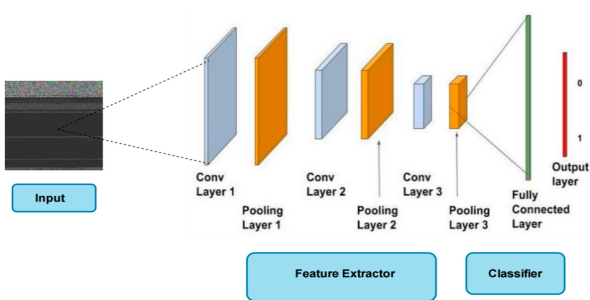 0
1
Output
layer
Conv
Layer 1
Conv
Layer 2
Conv
Layer 3
Pooling
Layer 1
Pooling
Layer 2
Pooling
Layer 3
Fully
Connected
Layer
Input
Feature Extractor
Classifier